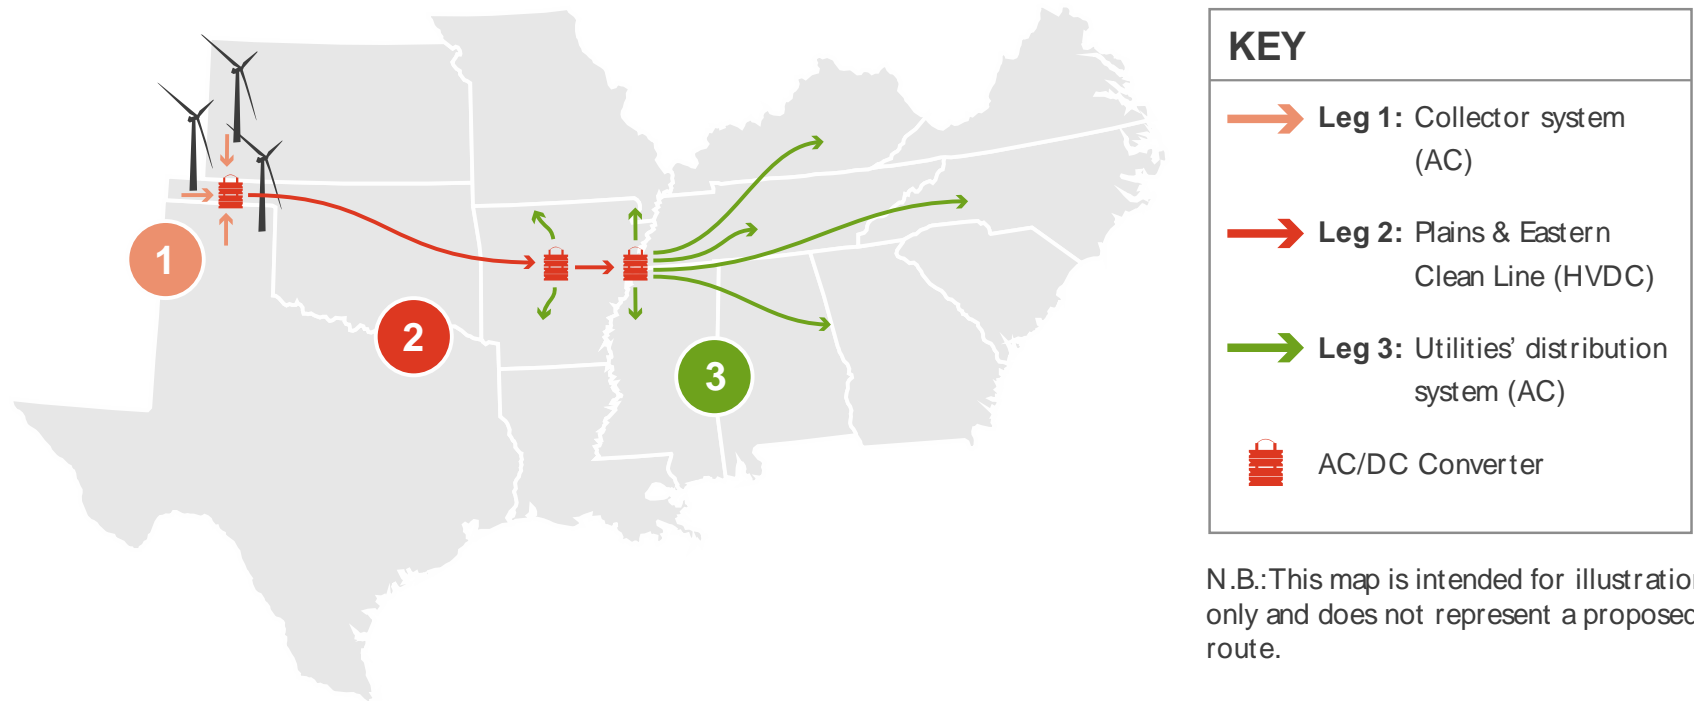 1
2
3
KEY
Leg 1: Collector system
(AC)
Leg 2: Plains & Eastern
Clean Line (HVDC)
Leg 3: Utilities’ distribution
system (AC)
AC/DC Converter
N.B.:This map is intended for illustration
only and does not represent a proposed
route.